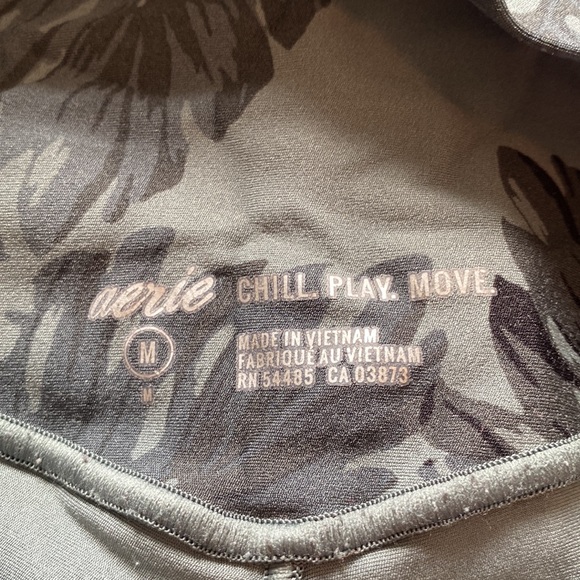 aerie CHILL. PLAY. MOVE.
M
M
MADE IN VIETNAM
FABRIQUÉ AU VIETNAM
RN 54485 CA 03873